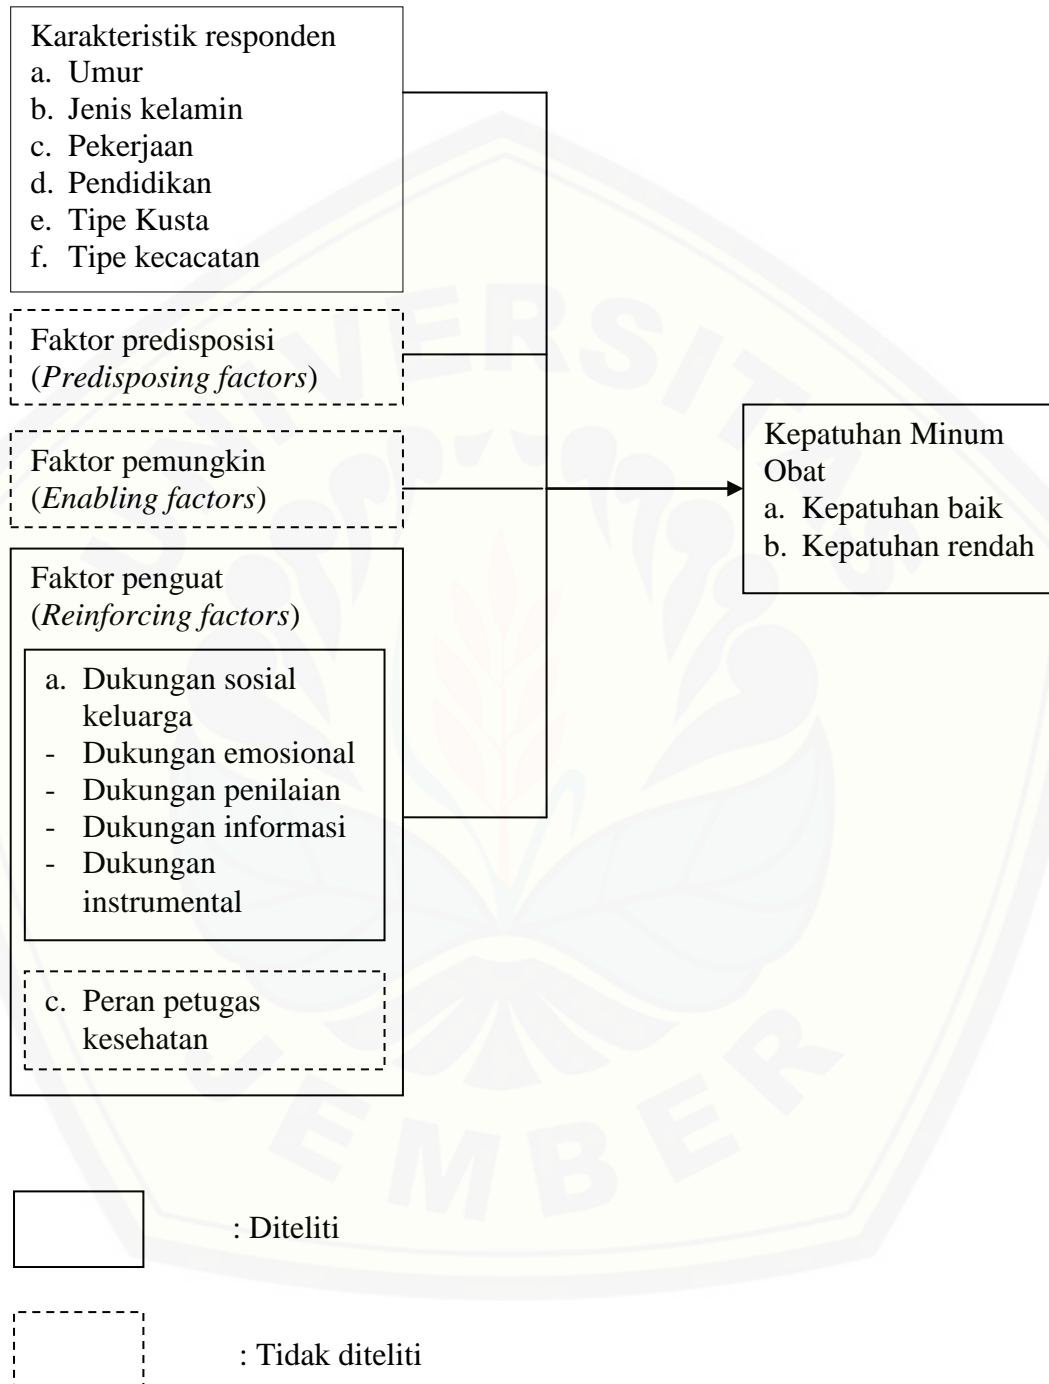 Karakteristik responden
a. Umur
b. Jenis kelamin
c. Pekerjaan
d. Pendidikan
e. Tipe Kusta
f. Tipe kecacatan
Faktor predisposisi
(Predisposing factors)
Faktor pemungkin
(Enabling factors)
Faktor penguat
(Reinforcing factors)
a. Dukungan sosial
keluarga
- Dukungan emosional
- Dukungan penilaian
- Dukungan informasi
- Dukungan
instrumental
c. Peran petugas
kesehatan
Kepatuhan Minum
Obat
a. Kepatuhan baik
b. Kepatuhan rendah
: Diteliti
: Tidak diteliti
UNIVERSITAS
JEMBER